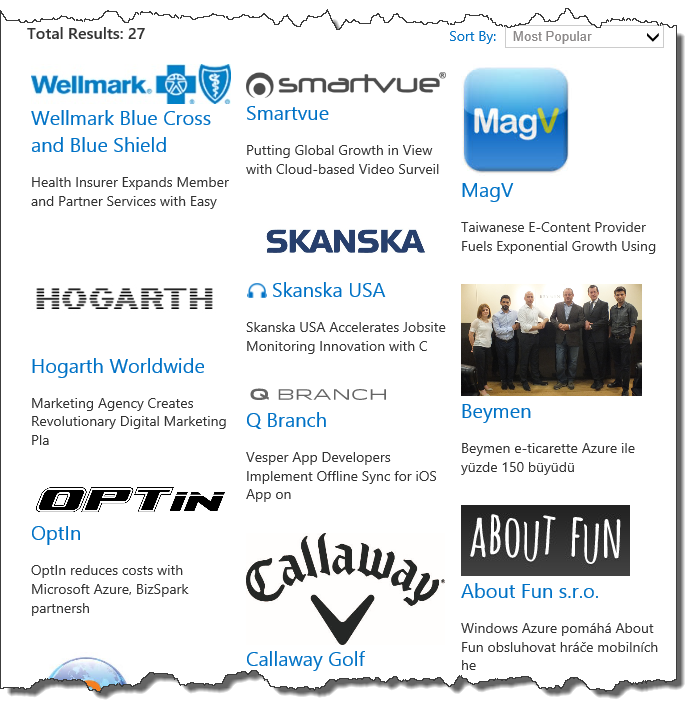 Total Results: 27
Sort By:
Most Popular
Wellmark.
Wellmark Blue Cross
and Blue Shield
Health Insurer Expands Member
and Partner Services with Easy
HOGARTH
Hogarth Worldwide
Marketing Agency Creates
Revolutionary Digital Marketing
Pla
OPTIN
OptIn
OptIn reduces costs with
Microsoft Azure, BizSpark
partnersh
smartvue®
Smartvue
Putting Global Growth in View
with Cloud-based Video Surveil
SKANSKA
Skanska USA
Skanska USA Accelerates Jobsite
Monitoring Innovation with C
Q BRANCH
Q Branch
Vesper App Developers
Implement Offline Sync for iOS
App on
Callaway
Callaway Golf
MagV
MagV
Taiwanese E-Content Provider
Fuels Exponential Growth Using
Beymen
Beymen e-ticarette Azure ile
yüzde 150 büyüdü
ABOUT FUN
About Fun s.r.o.
Windows Azure pomáhá About
Fun obsluhovat hráče mobilních
he